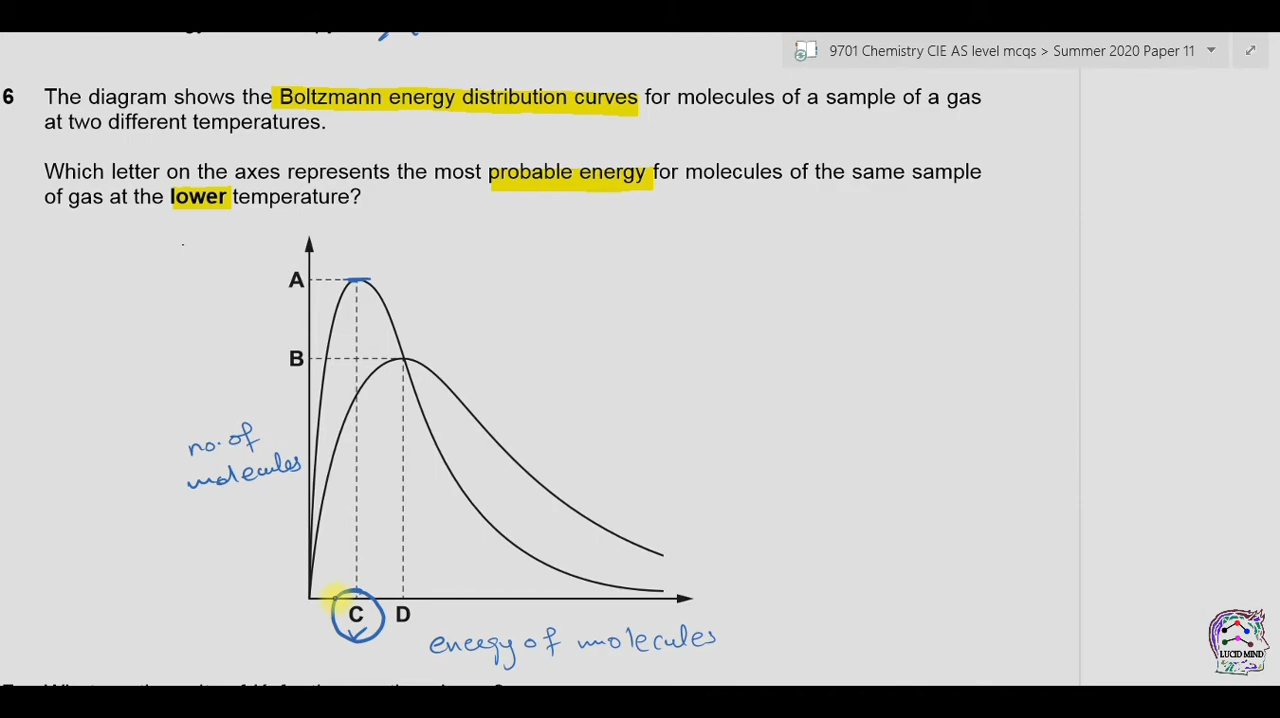 9701 Chemistry CIE AS level mcqs > Summer 2020 Paper 11
6 The diagram shows the Boltzmann energy distribution curves for molecules of a sample of a gas
at two different temperatures.
Which letter on the axes represents the most probable energy for molecules of the same sample
of gas at the lower temperature?
A
B
no. of
molecules
C D
energy of molecules
LUCID MIND